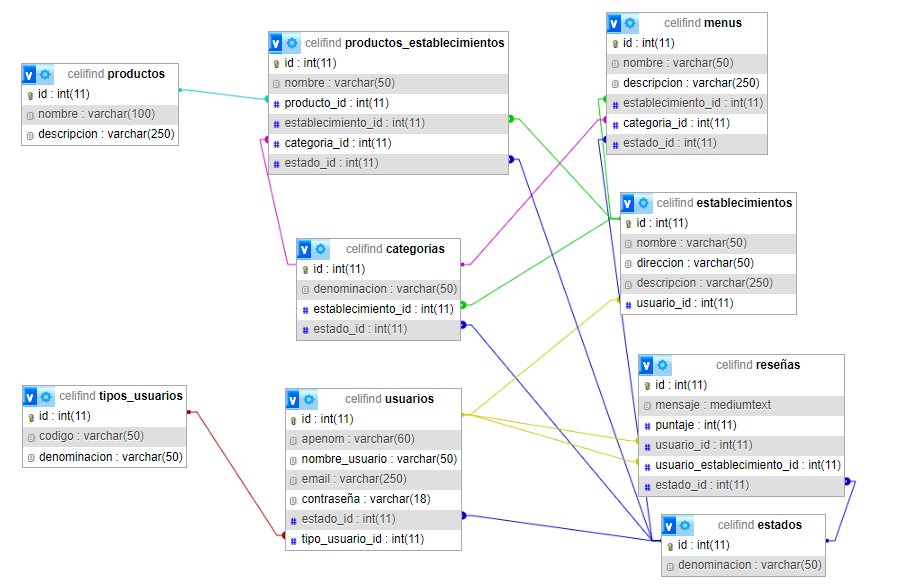 celifind productos
id : int(11)
nombre : varchar(100)
descripcion : varchar(250)
celifind productos_establecimientos
id : int(11)
nombre : varchar(50)
producto_id : int(11)
establecimiento_id : int(11)
categoria_id : int(11)
estado_id : int(11)
celifind menus
id : int(11)
nombre : varchar(50)
descripcion : varchar(250)
establecimiento_id : int(11)
categoria_id : int(11)
estado_id : int(11)
celifind categorias
id : int(11)
denominacion : varchar(50)
establecimiento_id : int(11)
estado_id : int(11)
celifind establecimientos
id : int(11)
nombre : varchar(50)
direccion : varchar(50)
descripcion : varchar(250)
usuario_id : int(11)
celifind tipos_usuarios
id : int(11)
codigo : varchar(50)
denominacion : varchar(50)
celifind usuarios
id : int(11)
apenom : varchar(60)
nombre_usuario : varchar(50)
email : varchar(250)
contraseña : varchar(18)
estado_id : int(11)
tipo_usuario_id : int(11)
celifind reseñas
id : int(11)
mensaje : mediumtext
puntaje : int(11)
usuario_id : int(11)
usuario_establecimiento_id : int(11)
estado_id : int(11)
celifind estados
id : int(11)
denominacion : varchar(50)